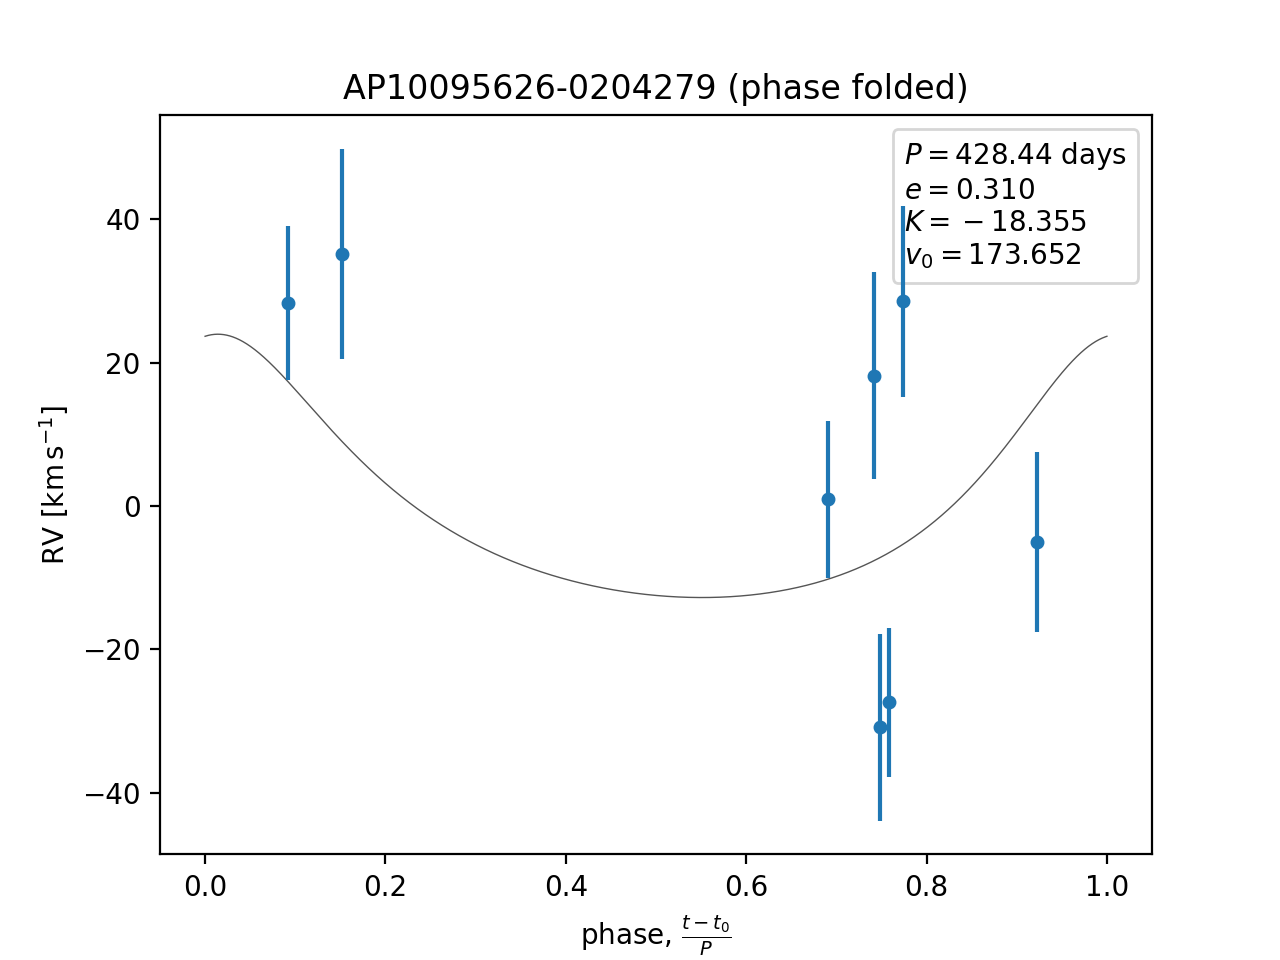 AP10095626-0204279 (phase folded)
P = 428.44 days
e = 0.310
K = −18.355
v₀ = 173.652
RV [km s⁻¹]
40
20
0
−20
−40
0.0 0.2 0.4 0.6 0.8 1.0
phase, (t − t₀)/P